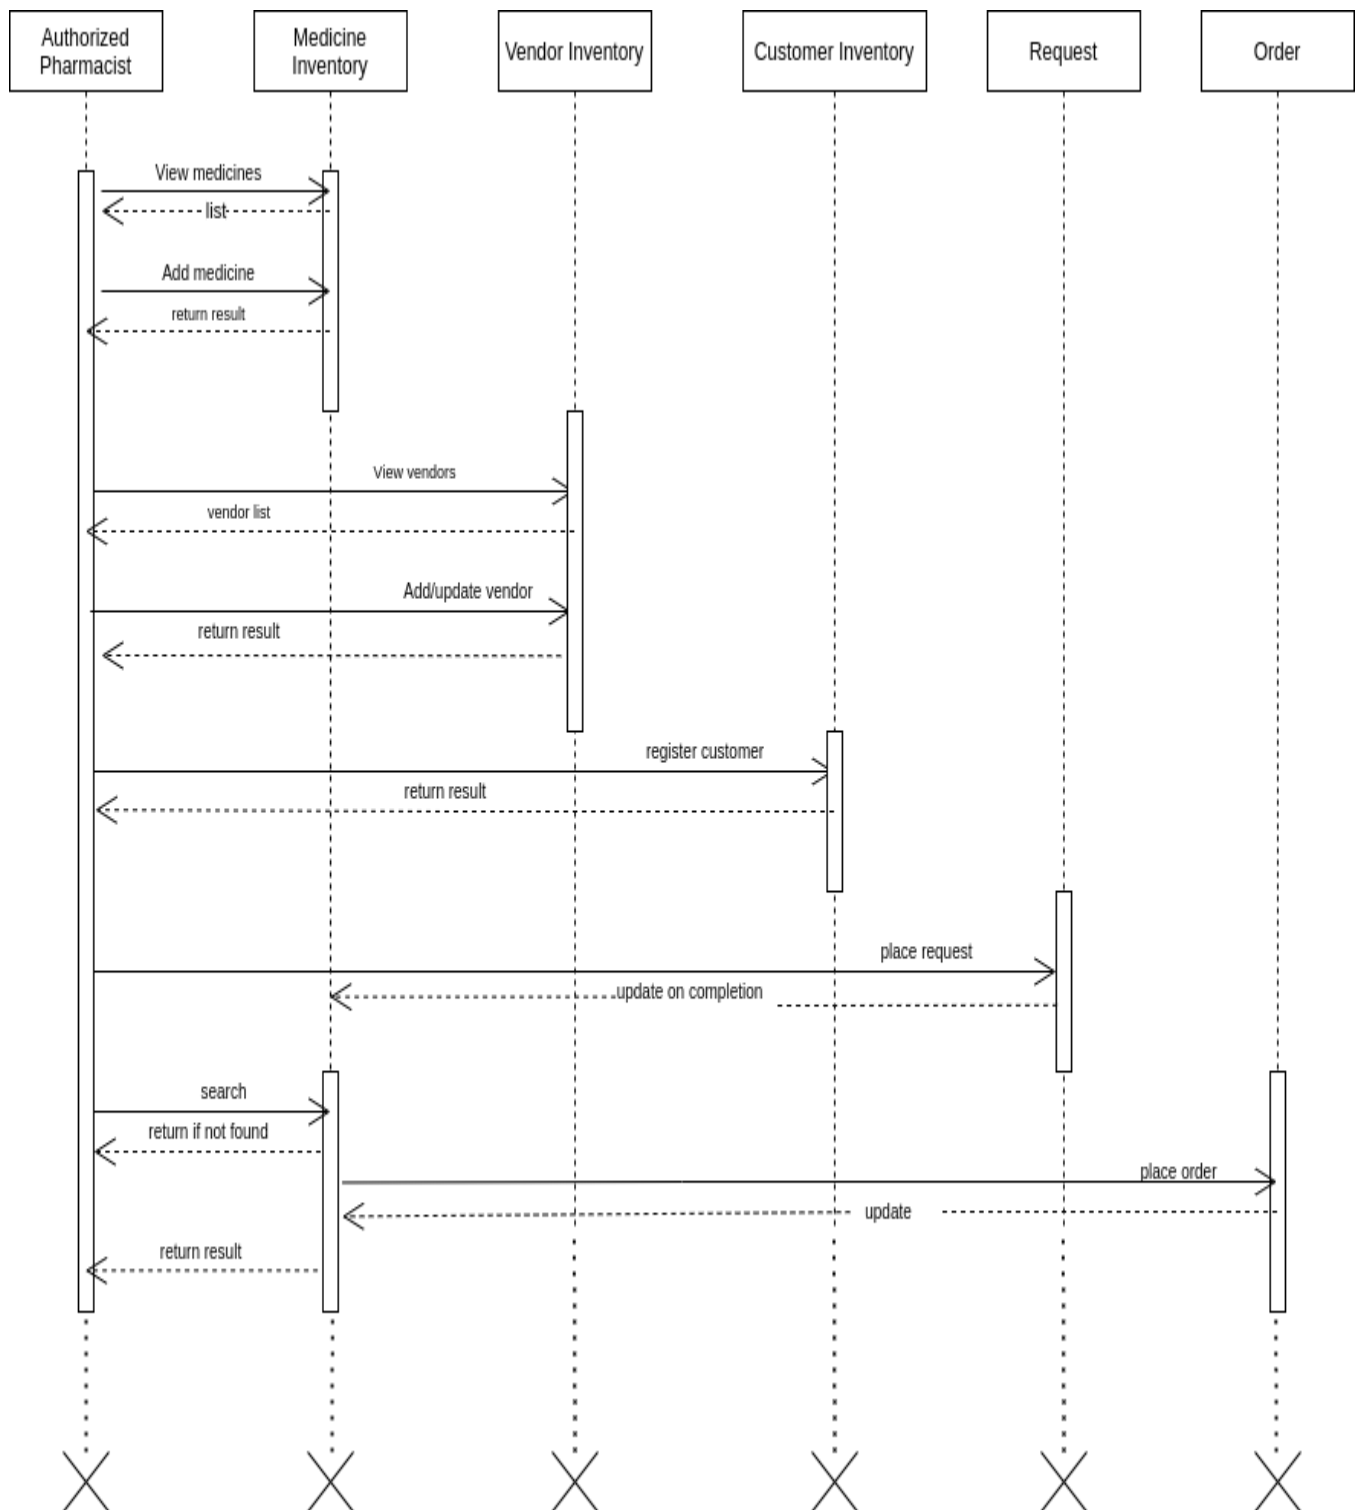 Authorized
Pharmacist
Medicine
Inventory
Vendor Inventory
Customer Inventory
Request
Order
View medicines
list
Add medicine
return result
View vendors
vendor list
Add/update vendor
return result
register customer
return result
place request
update on completion
search
return if not found
place order
update
return result